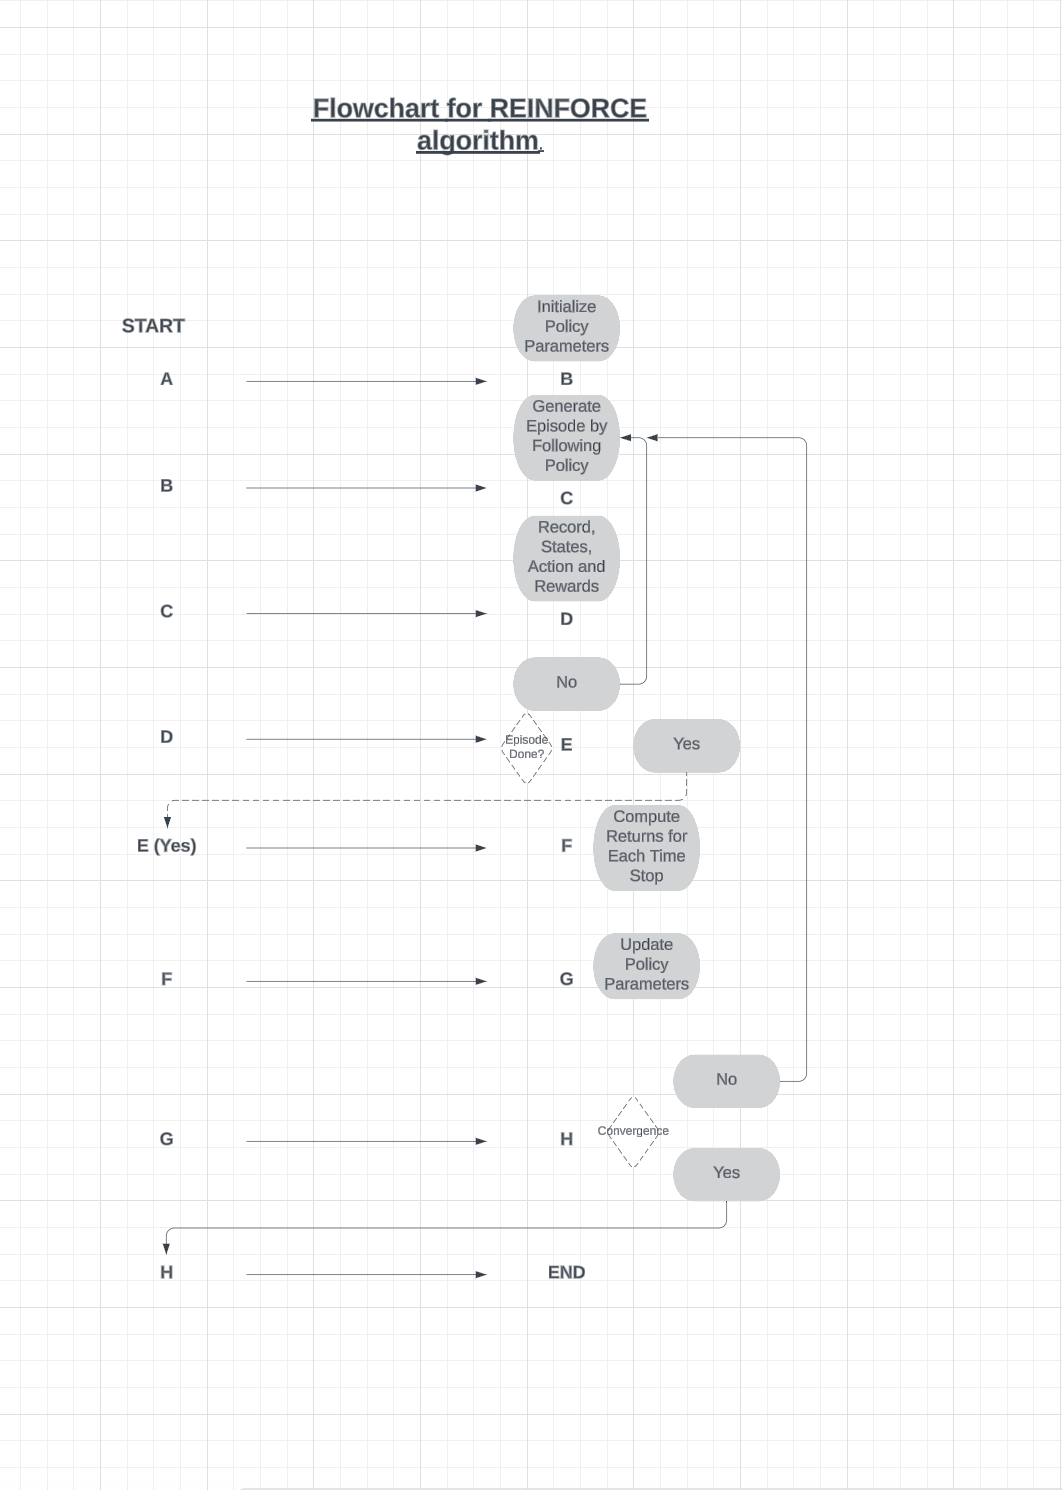 Flowchart for REINFORCE
algorithm.
START
Initialize
Policy
Parameters
A
B
Generate
Episode by
Following
Policy
B
C
Record,
States,
Action and
Rewards
C
D
No
D
Episode
Done?
E
Yes
E (Yes)
F
Compute
Returns for
Each Time
Stop
F
G
Update
Policy
Parameters
No
G
H
Convergence
Yes
H
END